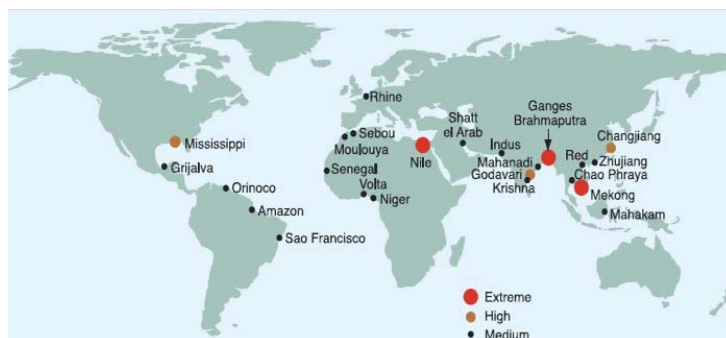 Rhine
Ganges
Brahmaputra
Shatt
el Arab
Changjiang
Mississippi
Sebou
Moulouya
Indus
Red
Zhujiang
Grijalva
Nile
Mahanadi
Chao Phraya
Senegal
Godavari
Krishna
Volta
Mekong
Orinoco
Niger
Amazon
Mahakam
Sao Francisco
Extreme
High
Medium